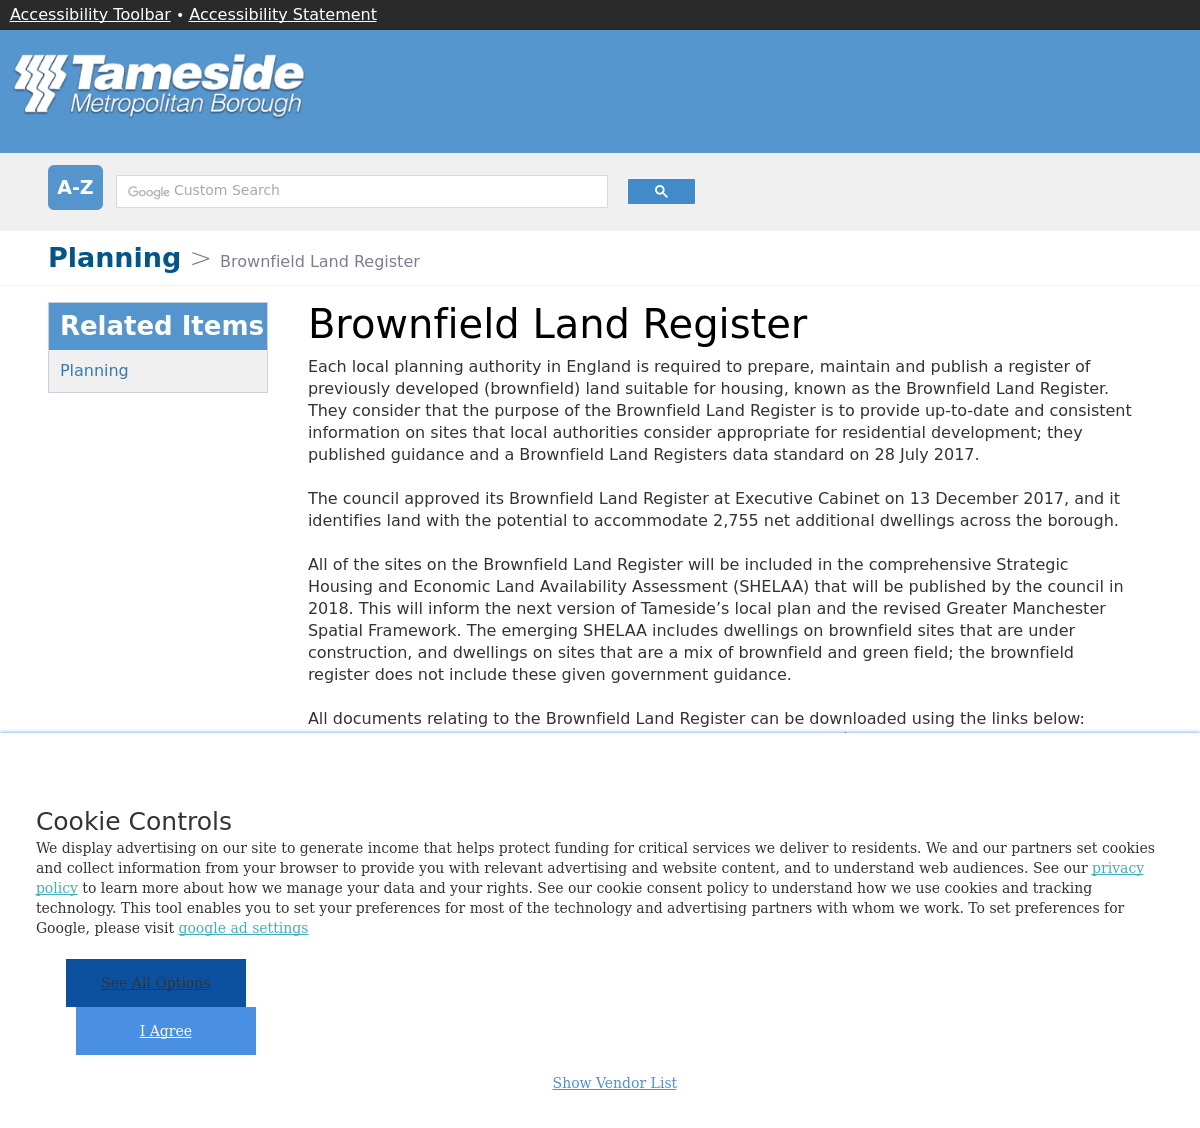 Accessibility Toolbar • Accessibility Statement
Tameside
Metropolitan Borough
A-Z
Google Custom Search
Planning > Brownfield Land Register
Related Items
Planning
Brownfield Land Register
Each local planning authority in England is required to prepare, maintain and publish a register of
previously developed (brownfield) land suitable for housing, known as the Brownfield Land Register.
They consider that the purpose of the Brownfield Land Register is to provide up-to-date and consistent
information on sites that local authorities consider appropriate for residential development; they
published guidance and a Brownfield Land Registers data standard on 28 July 2017.
The council approved its Brownfield Land Register at Executive Cabinet on 13 December 2017, and it
identifies land with the potential to accommodate 2,755 net additional dwellings across the borough.
All of the sites on the Brownfield Land Register will be included in the comprehensive Strategic
Housing and Economic Land Availability Assessment (SHELAA) that will be published by the council in
2018. This will inform the next version of Tameside’s local plan and the revised Greater Manchester
Spatial Framework. The emerging SHELAA includes dwellings on brownfield sites that are under
construction, and dwellings on sites that are a mix of brownfield and green field; the brownfield
register does not include these given government guidance.
All documents relating to the Brownfield Land Register can be downloaded using the links below:
Cookie Controls
We display advertising on our site to generate income that helps protect funding for critical services we deliver to residents. We and our partners set cookies
and collect information from your browser to provide you with relevant advertising and website content, and to understand web audiences. See our privacy
policy to learn more about how we manage your data and your rights. See our cookie consent policy to understand how we use cookies and tracking
technology. This tool enables you to set your preferences for most of the technology and advertising partners with whom we work. To set preferences for
Google, please visit google ad settings
See All Options
I Agree
Show Vendor List